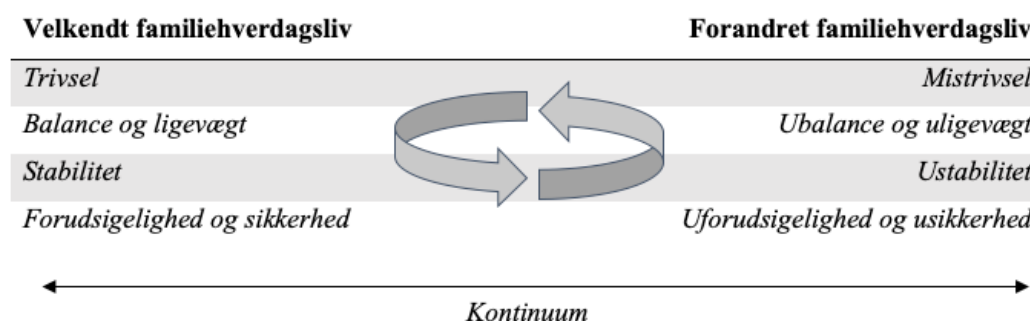 Velkendt familiehverdagsliv Forandret familiehverdagsliv
Trivsel Mistrivsel
Balance og ligevægt Ubalance og uligevægt
Stabilitet Ustabilitet
Forudsigelighed og sikkerhed Uforudsigelighed og usikkerhed
Kontinuum